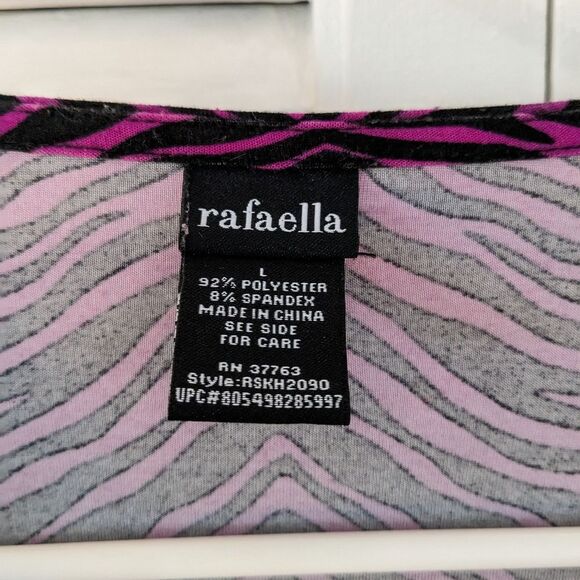 rafaella
L
92% POLYESTER
8% SPANDEX
MADE IN CHINA
SEE SIDE
FOR CARE
RN 37763
Style:RSKH2090
UPC#805498285997